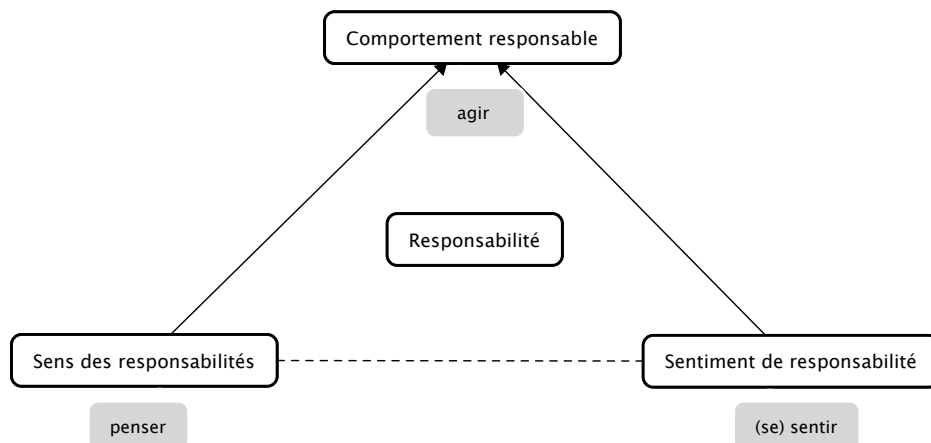 Comportement responsable
agir
Responsabilité
Sens des responsabilités
Sentiment de responsabilité
penser
(se) sentir